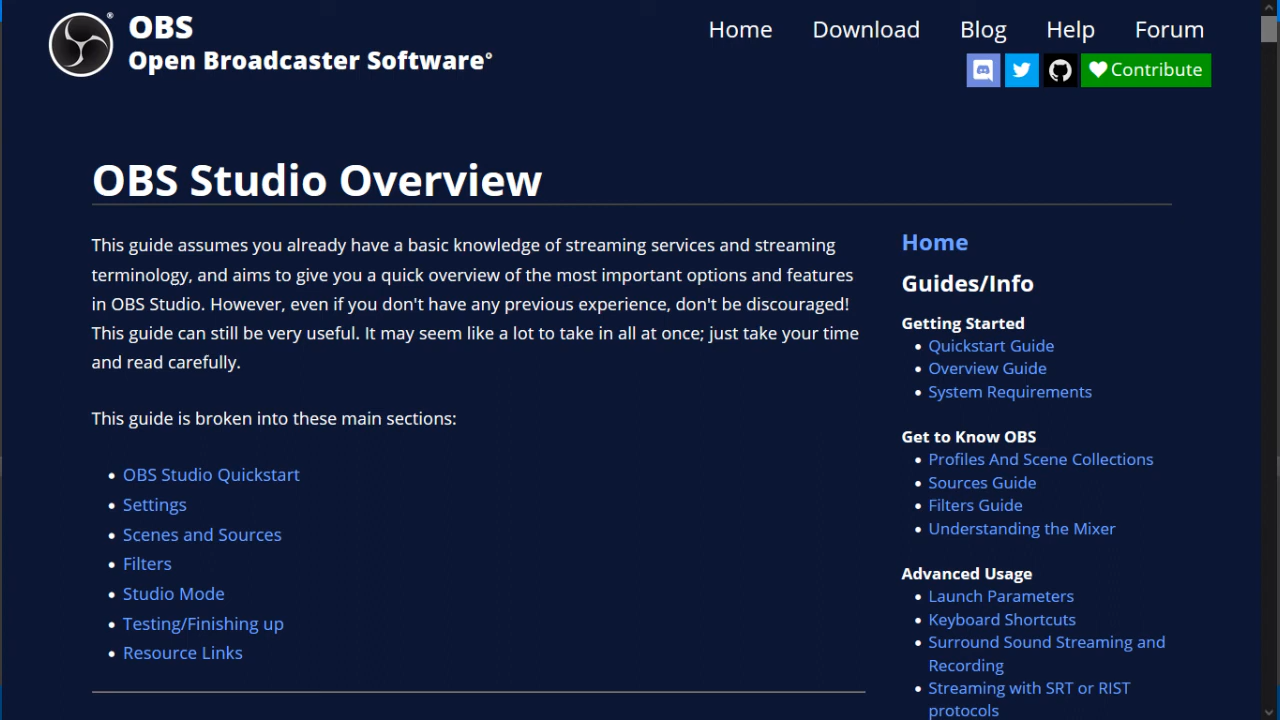 OBS
Open Broadcaster Software®
Home Download Blog Help Forum
Contribute
OBS Studio Overview
This guide assumes you already have a basic knowledge of streaming services and streaming
terminology, and aims to give you a quick overview of the most important options and features
in OBS Studio. However, even if you don't have any previous experience, don't be discouraged!
This guide can still be very useful. It may seem like a lot to take in all at once; just take your time
and read carefully.
This guide is broken into these main sections:
• OBS Studio Quickstart
• Settings
• Scenes and Sources
• Filters
• Studio Mode
• Testing/Finishing up
• Resource Links
Home
Guides/Info
Getting Started
• Quickstart Guide
• Overview Guide
• System Requirements
Get to Know OBS
• Profiles And Scene Collections
• Sources Guide
• Filters Guide
• Understanding the Mixer
Advanced Usage
• Launch Parameters
• Keyboard Shortcuts
• Surround Sound Streaming and
Recording
• Streaming with SRT or RIST
protocols